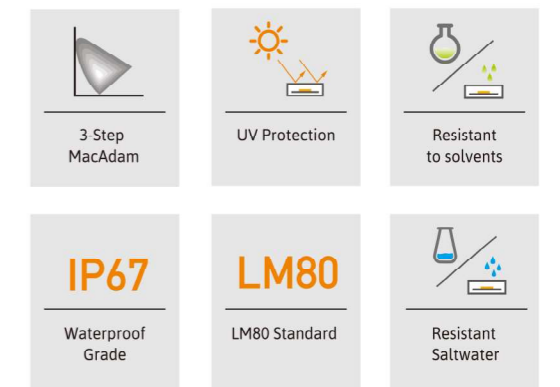 3-Step
MacAdam
UV Protection
Resistant
to solvents
IP67
Waterproof
Grade
LM80
LM80 Standard
Resistant
Saltwater